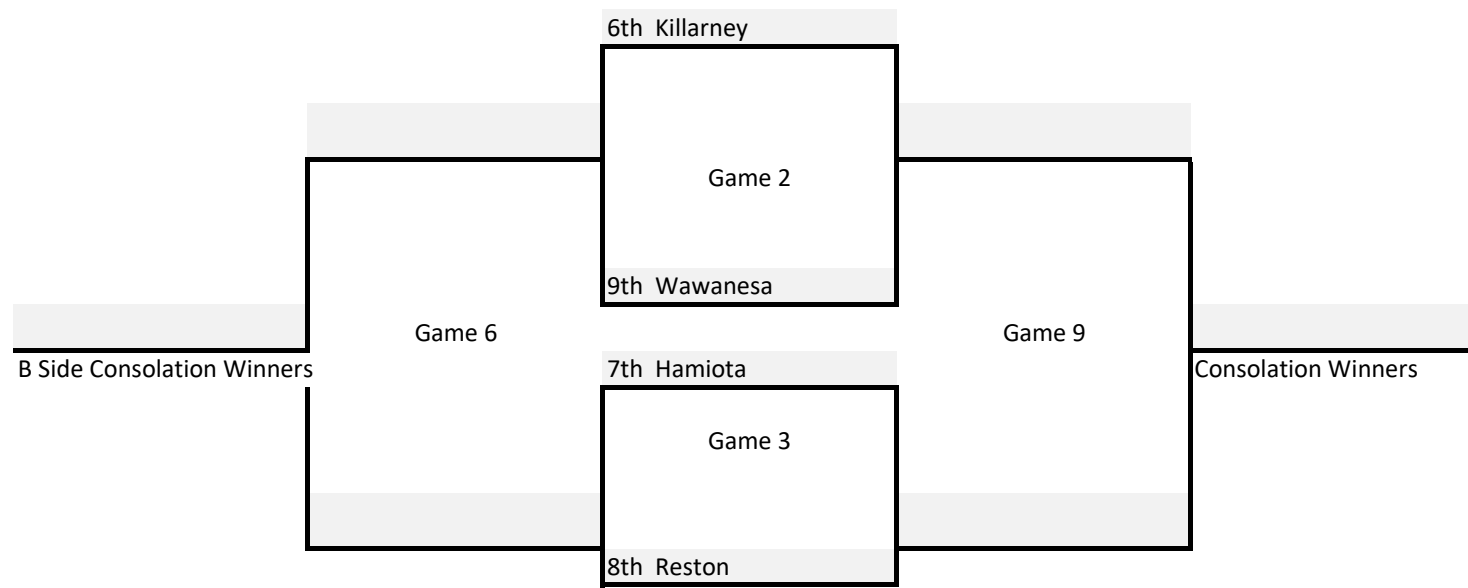 6th Killarney
Game 2
9th Wawanesa
Game 6
Game 9
7th Hamiota
B Side Consolation Winners
Consolation Winners
Game 3
8th Reston